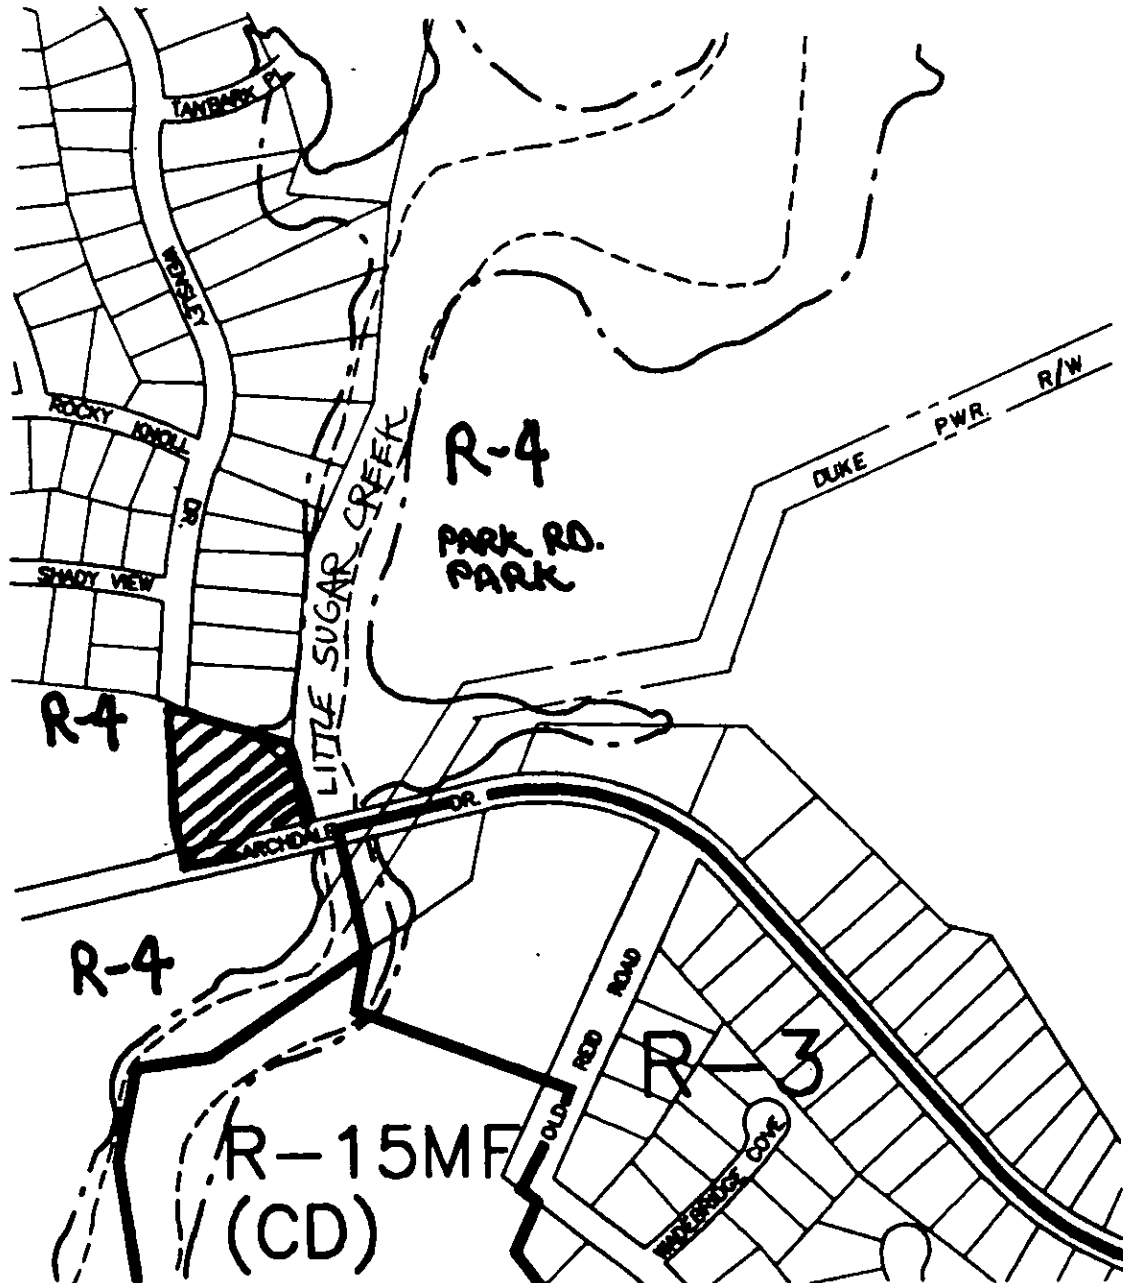 TANBARK PL
WENSLEY
ROCKY KNOLL
DR.
SHADY VIEW
LITTLE SUGAR CREEK
R-4
PARK RD.
PARK
DUKE PWR. R/W
R-4
ARCHDALE DR.
R-4
OLD REID ROAD
R-3
R-15MF
(CD)
WADEBRIDGE COVE